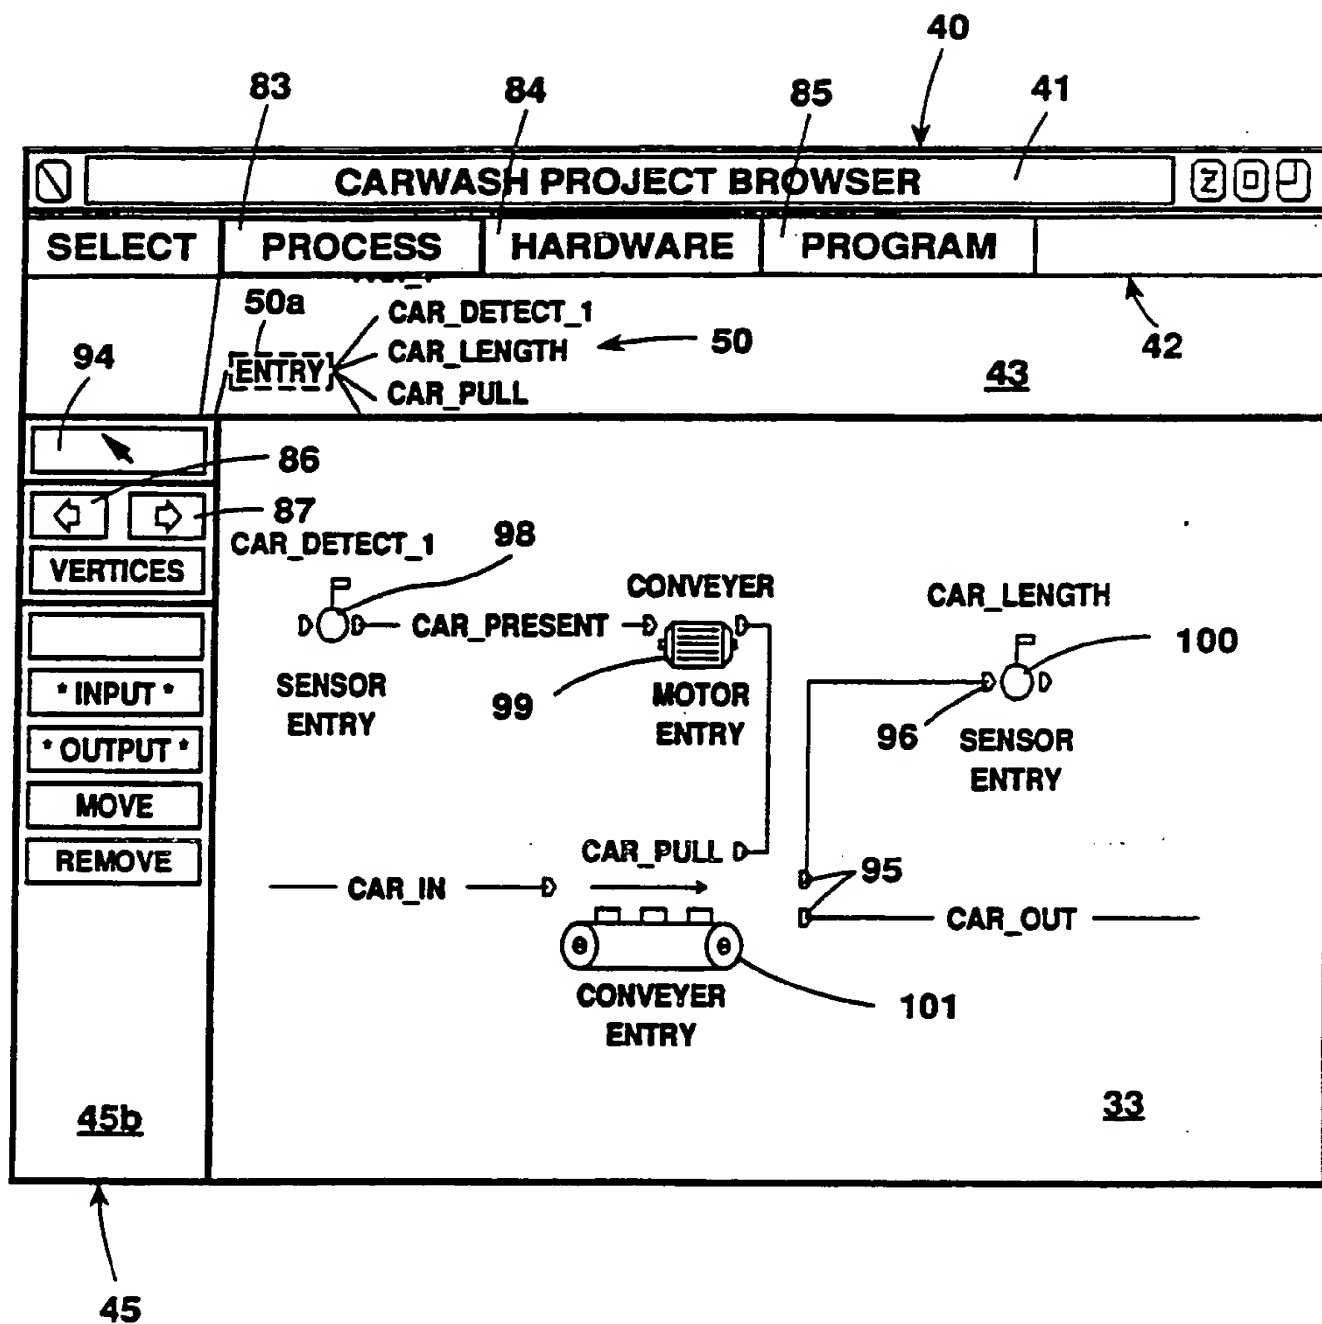 40
83 84 85 41
CARWASH PROJECT BROWSER
SELECT PROCESS HARDWARE PROGRAM
50a
CAR_DETECT_1
CAR_LENGTH
50
42
ENTRY
CAR_PULL
43
94
86
87
VERTICES
* INPUT *
* OUTPUT *
MOVE
REMOVE
45b
45
CAR_DETECT_1
98
CAR_PRESENT
SENSOR
ENTRY
CONVEYER
99
MOTOR
ENTRY
CAR_LENGTH
100
96
SENSOR
ENTRY
CAR_PULL
CAR_IN
95
CAR_OUT
CONVEYER
ENTRY
101
33